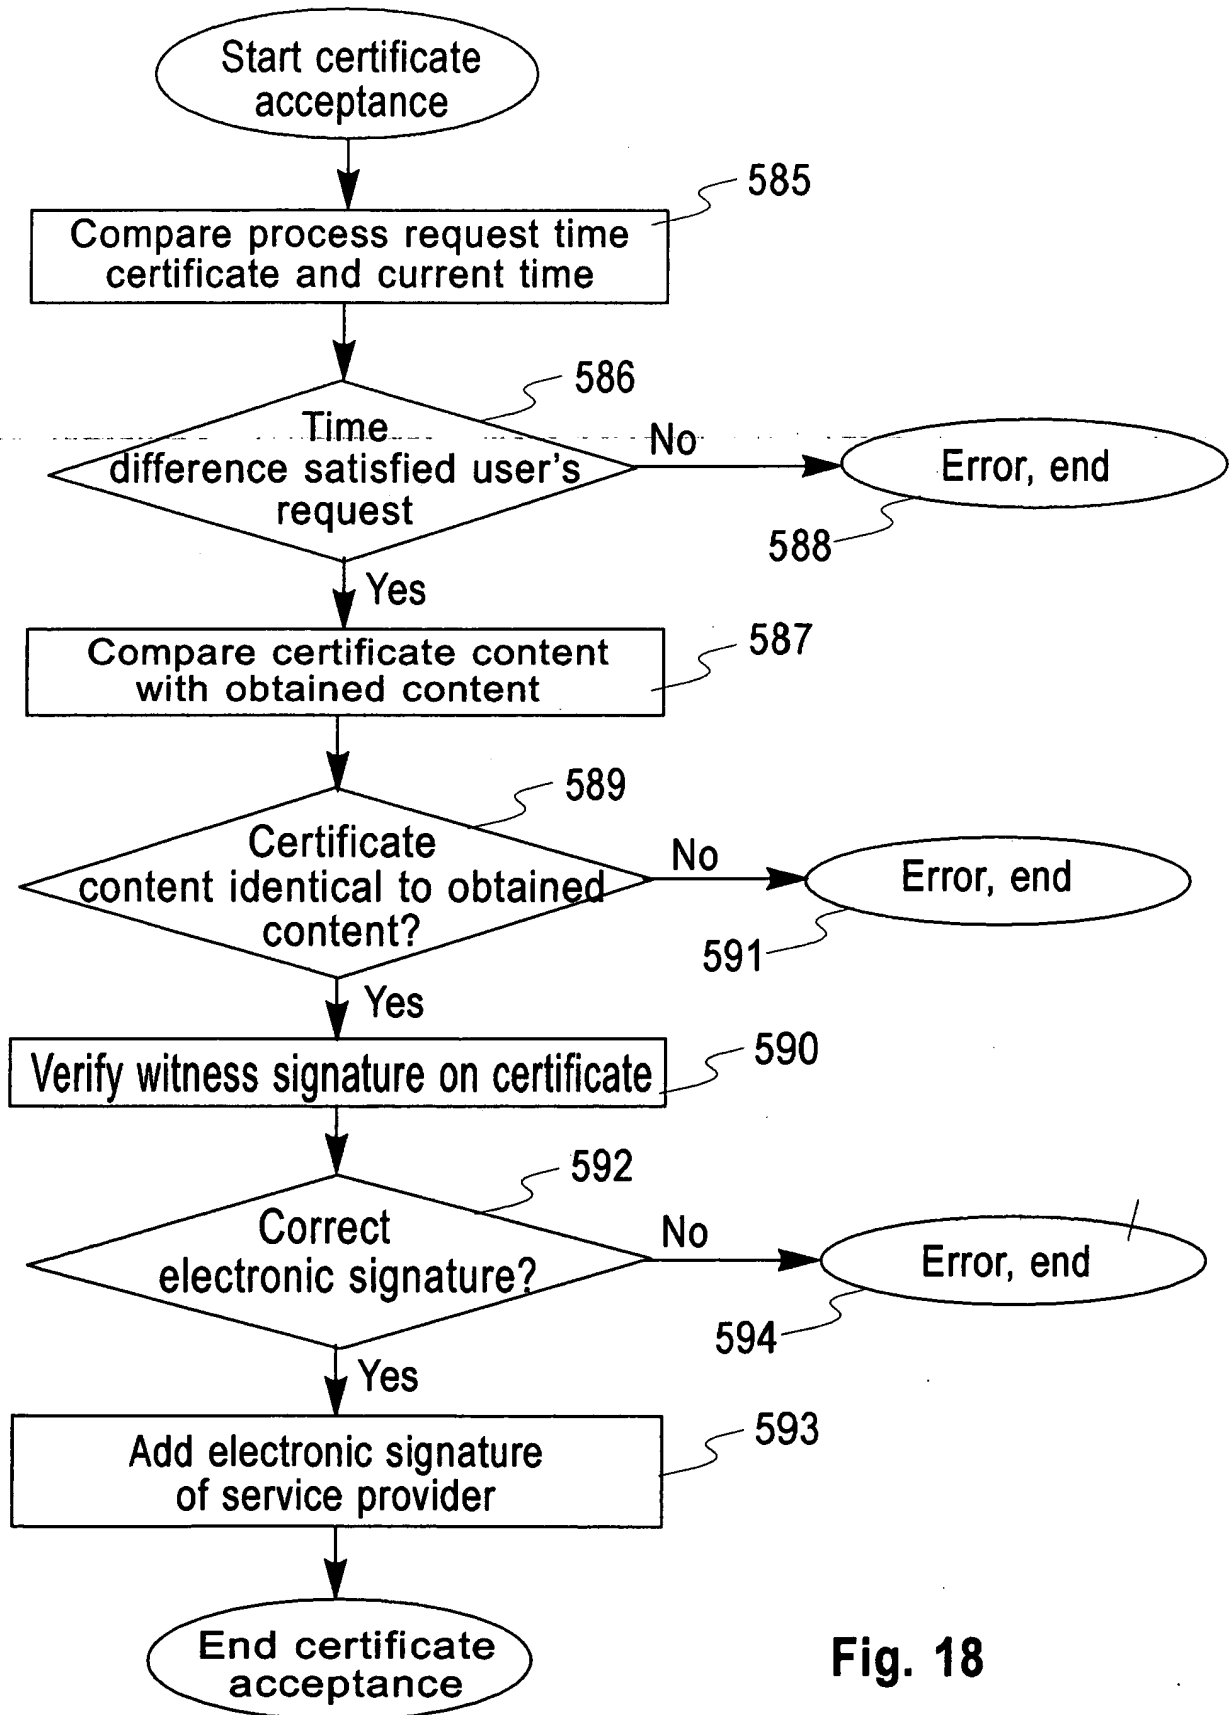 Start certificate
acceptance
585
Compare process request time
certificate and current time
586
Time
difference satisfied user's
request
No
Error, end
588
Yes
587
Compare certificate content
with obtained content
589
Certificate
content identical to obtained
content?
No
Error, end
591
Yes
590
Verify witness signature on certificate
592
Correct
electronic signature?
No
Error, end
594
Yes
593
Add electronic signature
of service provider
End certificate
acceptance
Fig. 18